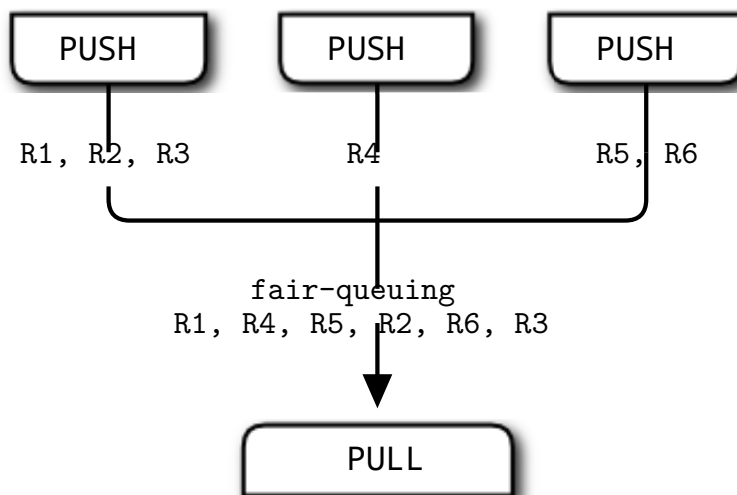 PUSH PUSH PUSH
R1, R2, R3 R4 R5, R6
fair-queuing
R1, R4, R5, R2, R6, R3
PULL